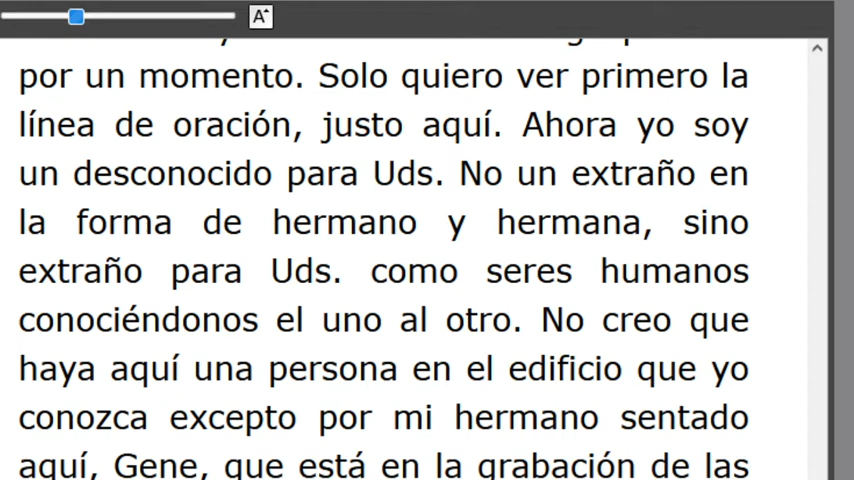 A
por un momento. Solo quiero ver primero la
línea de oración, justo aquí. Ahora yo soy
un desconocido para Uds. No un extraño en
la forma de hermano y hermana, sino
extraño para Uds. como seres humanos
conociéndonos el uno al otro. No creo que
haya aquí una persona en el edificio que yo
conozca excepto por mi hermano sentado
aquí, Gene, que está en la grabación de las